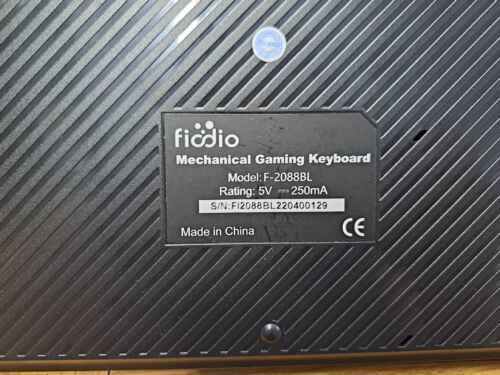 fiodio
Mechanical Gaming Keyboard
Model: F-2088BL
Rating: 5V ⎓ 250mA
S/N:FI2088BL220400129
Made in China
CE